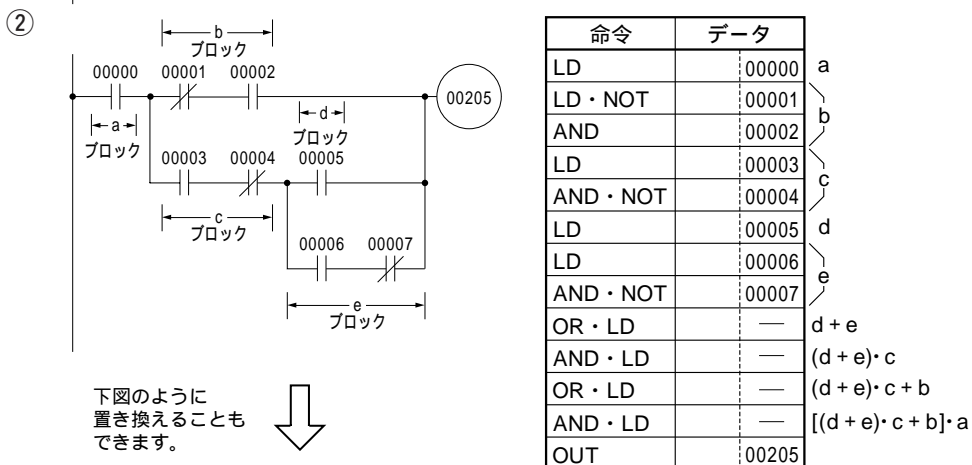 ②
b
ブロック
00000 00001 00002
00205
a
ブロック
d
ブロック
00003 00004 00005
c
ブロック
00006 00007
e
ブロック
下図のように
置き換えることも
できます。
命令 データ
LD 00000 a
LD・NOT 00001
b
AND 00002
LD 00003
c
AND・NOT 00004
LD 00005 d
LD 00006
e
AND・NOT 00007
OR・LD — d+e
AND・LD — (d+e)・c
OR・LD — (d+e)・c+b
AND・LD — [(d+e)・c+b]・a
OUT 00205